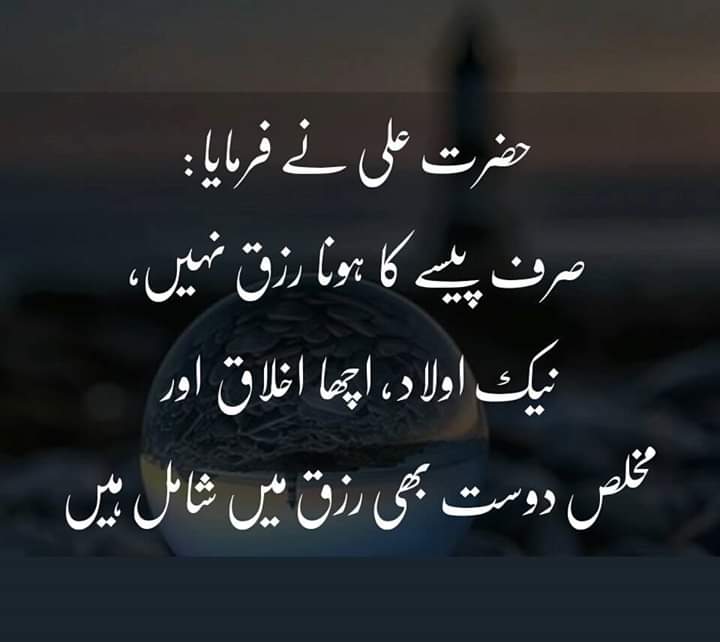 حضرت علی نے فرمایا:
صرف پیسے کا ہونا رزق نہیں،
نیک اولاد، اچھا اخلاق اور
مخلص دوست بھی رزق میں شامل ہیں